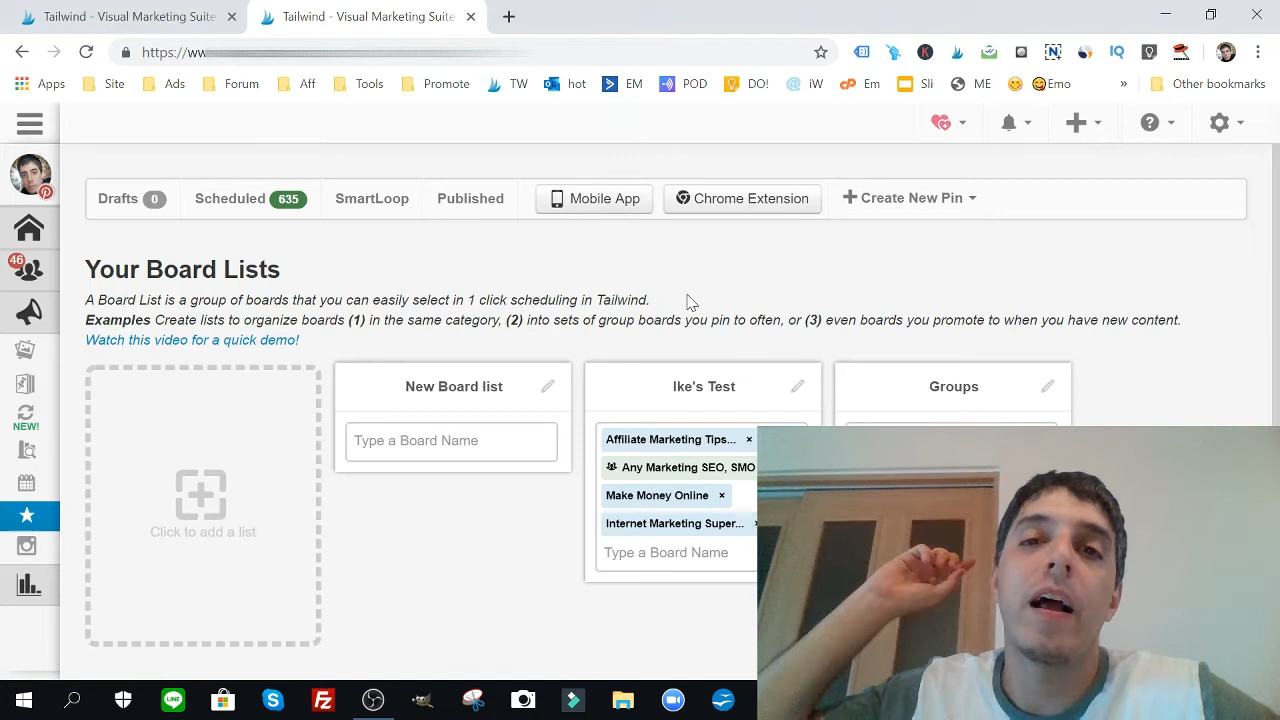 Tailwind - Visual Marketing Suite
Tailwind - Visual Marketing Suite
https://ww
Apps Site Ads Forum Aff Tools Promote TW hot EM POD DO! iW Em Sli ME Emo » Other bookmarks
Drafts 0 Scheduled 635 SmartLoop Published Mobile App Chrome Extension Create New Pin
46
Your Board Lists
A Board List is a group of boards that you can easily select in 1 click scheduling in Tailwind.
Examples Create lists to organize boards (1) in the same category, (2) into sets of group boards you pin to often, or (3) even boards you promote to when you have new content.
Watch this video for a quick demo!
NEW!
Click to add a list
New Board list
Type a Board Name
Ike's Test
Affiliate Marketing Tips... ×
Any Marketing SEO, SMO
Make Money Online ×
Internet Marketing Super...
Type a Board Name
Groups